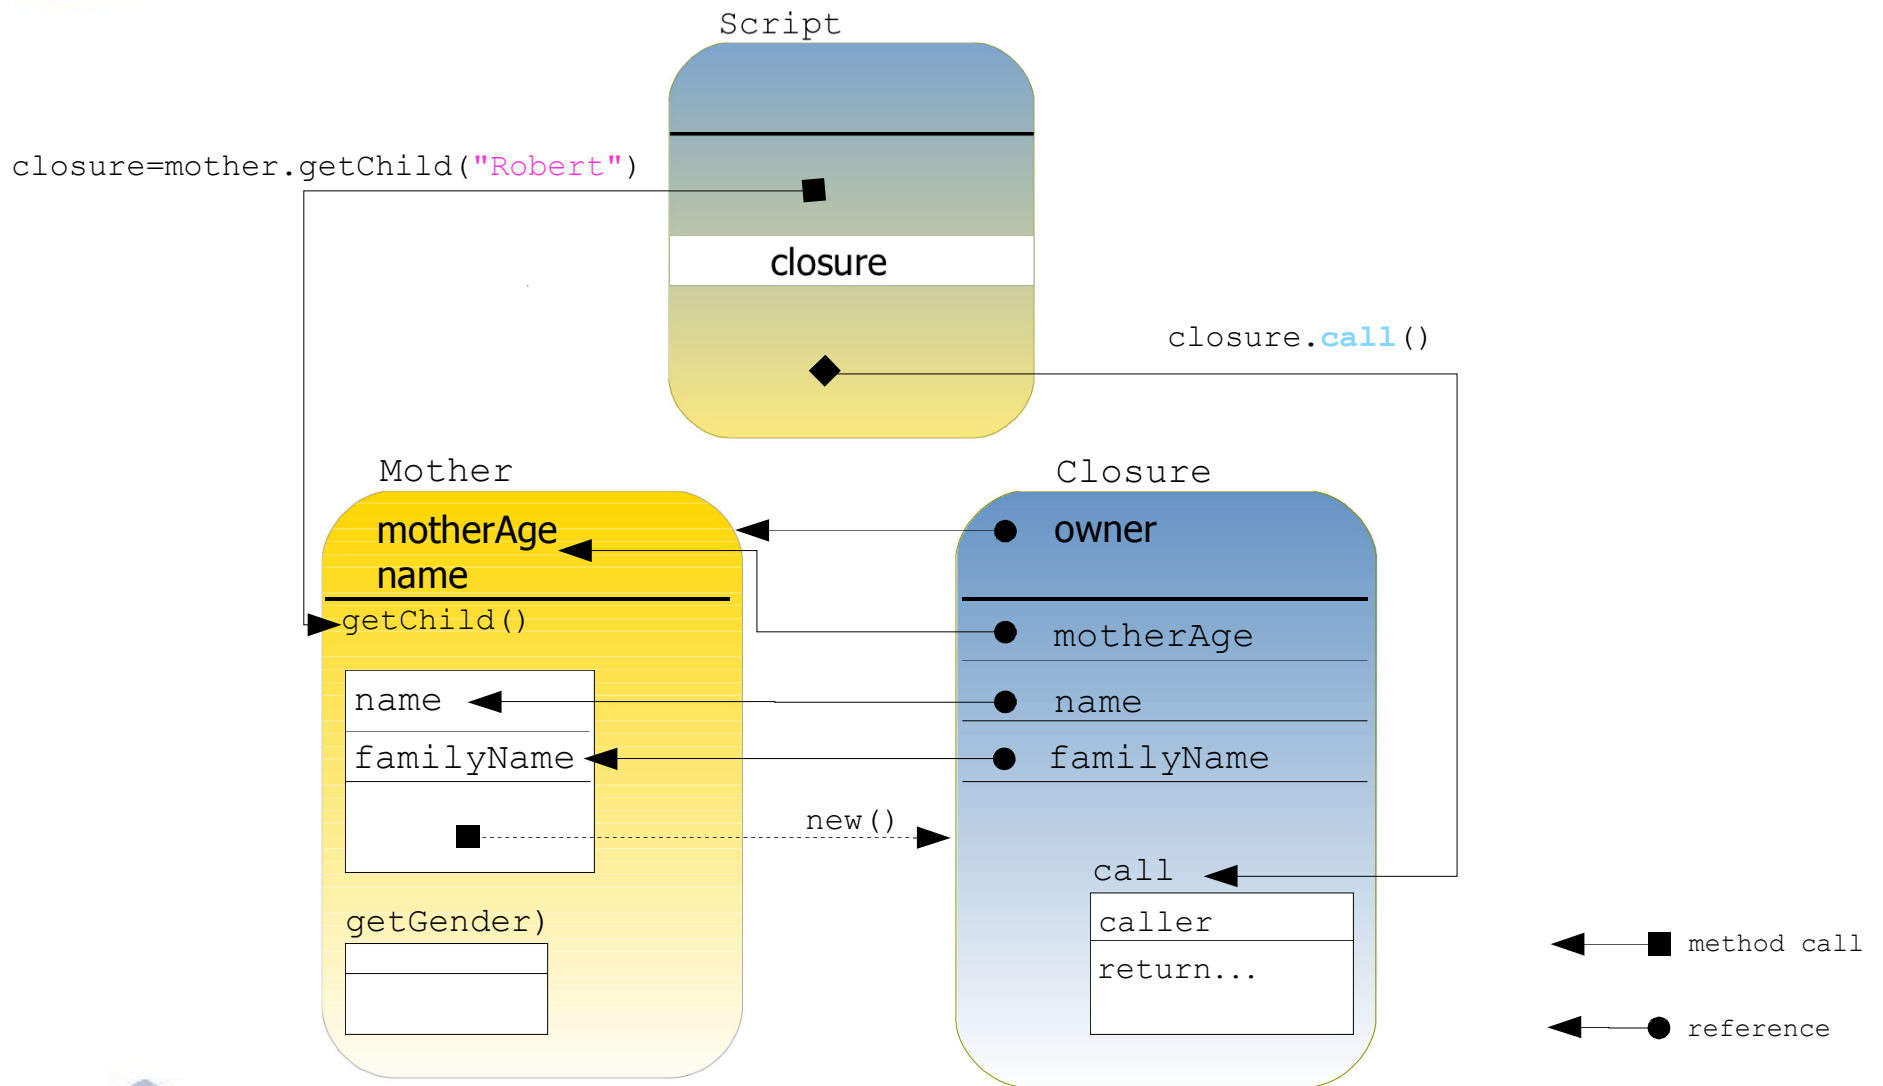 Script
closure=mother.getChild("Robert")
closure
closure.call()
Mother
motherAge
name
getChild()
name
familyName
new()
getGender)
Closure
owner
motherAge
name
familyName
call
caller
return...
method call
reference